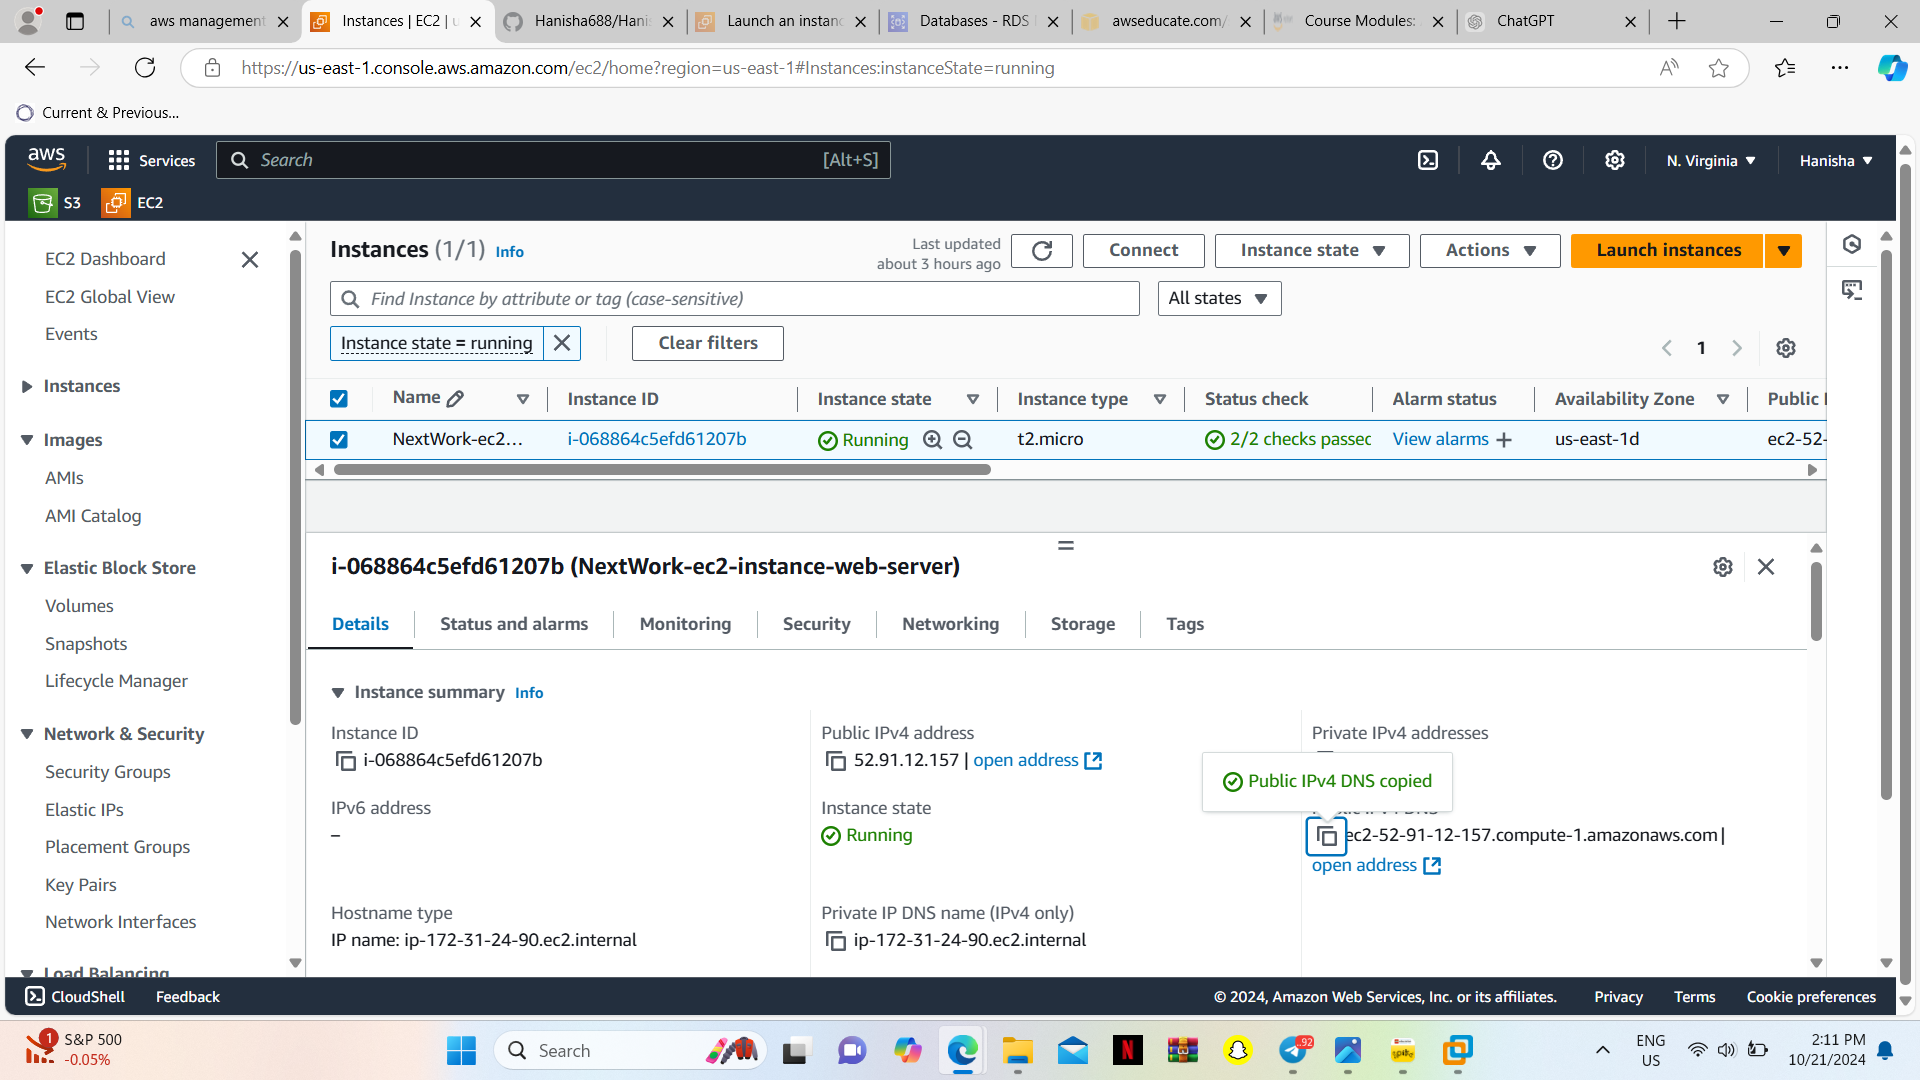 aws management
Instances | EC2 | u
Hanisha688/Hani
Launch an instanc
Databases - RDS
awseducate.com/
Course Modules:
ChatGPT
https://us-east-1.console.aws.amazon.com/ec2/home?region=us-east-1#Instances:instanceState=running
Current & Previous...
aws
Services
Search
[Alt+S]
N. Virginia
Hanisha
S3
EC2
EC2 Dashboard
EC2 Global View
Events
Instances
Images
AMIs
AMI Catalog
Elastic Block Store
Volumes
Snapshots
Lifecycle Manager
Network & Security
Security Groups
Elastic IPs
Placement Groups
Key Pairs
Network Interfaces
Load Balancing
Instances (1/1) Info
Last updated
about 3 hours ago
Connect
Instance state
Actions
Launch instances
Find Instance by attribute or tag (case-sensitive)
All states
Instance state = running
Clear filters
1
Name
Instance ID
Instance state
Instance type
Status check
Alarm status
Availability Zone
Public I
NextWork-ec2...
i-068864c5efd61207b
Running
t2.micro
2/2 checks passec
View alarms +
us-east-1d
ec2-52-
i-068864c5efd61207b (NextWork-ec2-instance-web-server)
Details
Status and alarms
Monitoring
Security
Networking
Storage
Tags
Instance summary Info
Instance ID
i-068864c5efd61207b
Public IPv4 address
52.91.12.157 | open address
Private IPv4 addresses
Public IPv4 DNS copied
IPv6 address
–
Instance state
Running
Public IPv4 DNS
ec2-52-91-12-157.compute-1.amazonaws.com |
open address
Hostname type
IP name: ip-172-31-24-90.ec2.internal
Private IP DNS name (IPv4 only)
ip-172-31-24-90.ec2.internal
CloudShell
Feedback
© 2024, Amazon Web Services, Inc. or its affiliates.
Privacy
Terms
Cookie preferences
1
S&P 500
-0.05%
Search
92
ENG
US
2:11 PM
10/21/2024